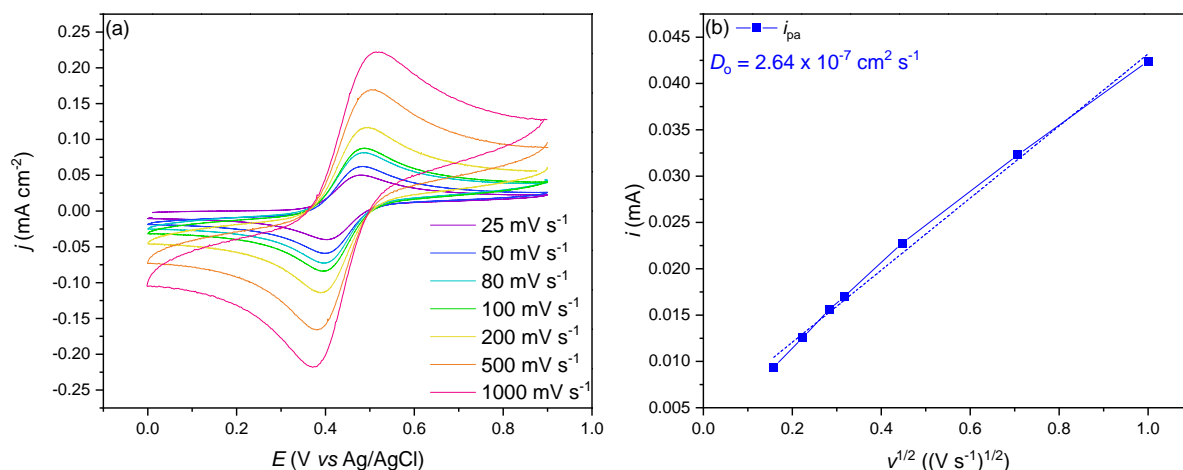 (a)
0.25
0.20
0.15
0.10
0.05
0.00
-0.05
-0.10
-0.15
-0.20
-0.25
j (mA cm⁻²)
25 mV s⁻¹
50 mV s⁻¹
80 mV s⁻¹
100 mV s⁻¹
200 mV s⁻¹
500 mV s⁻¹
1000 mV s⁻¹
0.0 0.2 0.4 0.6 0.8 1.0
E (V vs Ag/AgCl)
(b)
iₚₐ
Dₒ = 2.64 x 10⁻⁷ cm² s⁻¹
0.045
0.040
0.035
0.030
0.025
0.020
0.015
0.010
0.005
i (mA)
0.0 0.2 0.4 0.6 0.8 1.0
v¹ᐟ² ((V s⁻¹)¹ᐟ²)